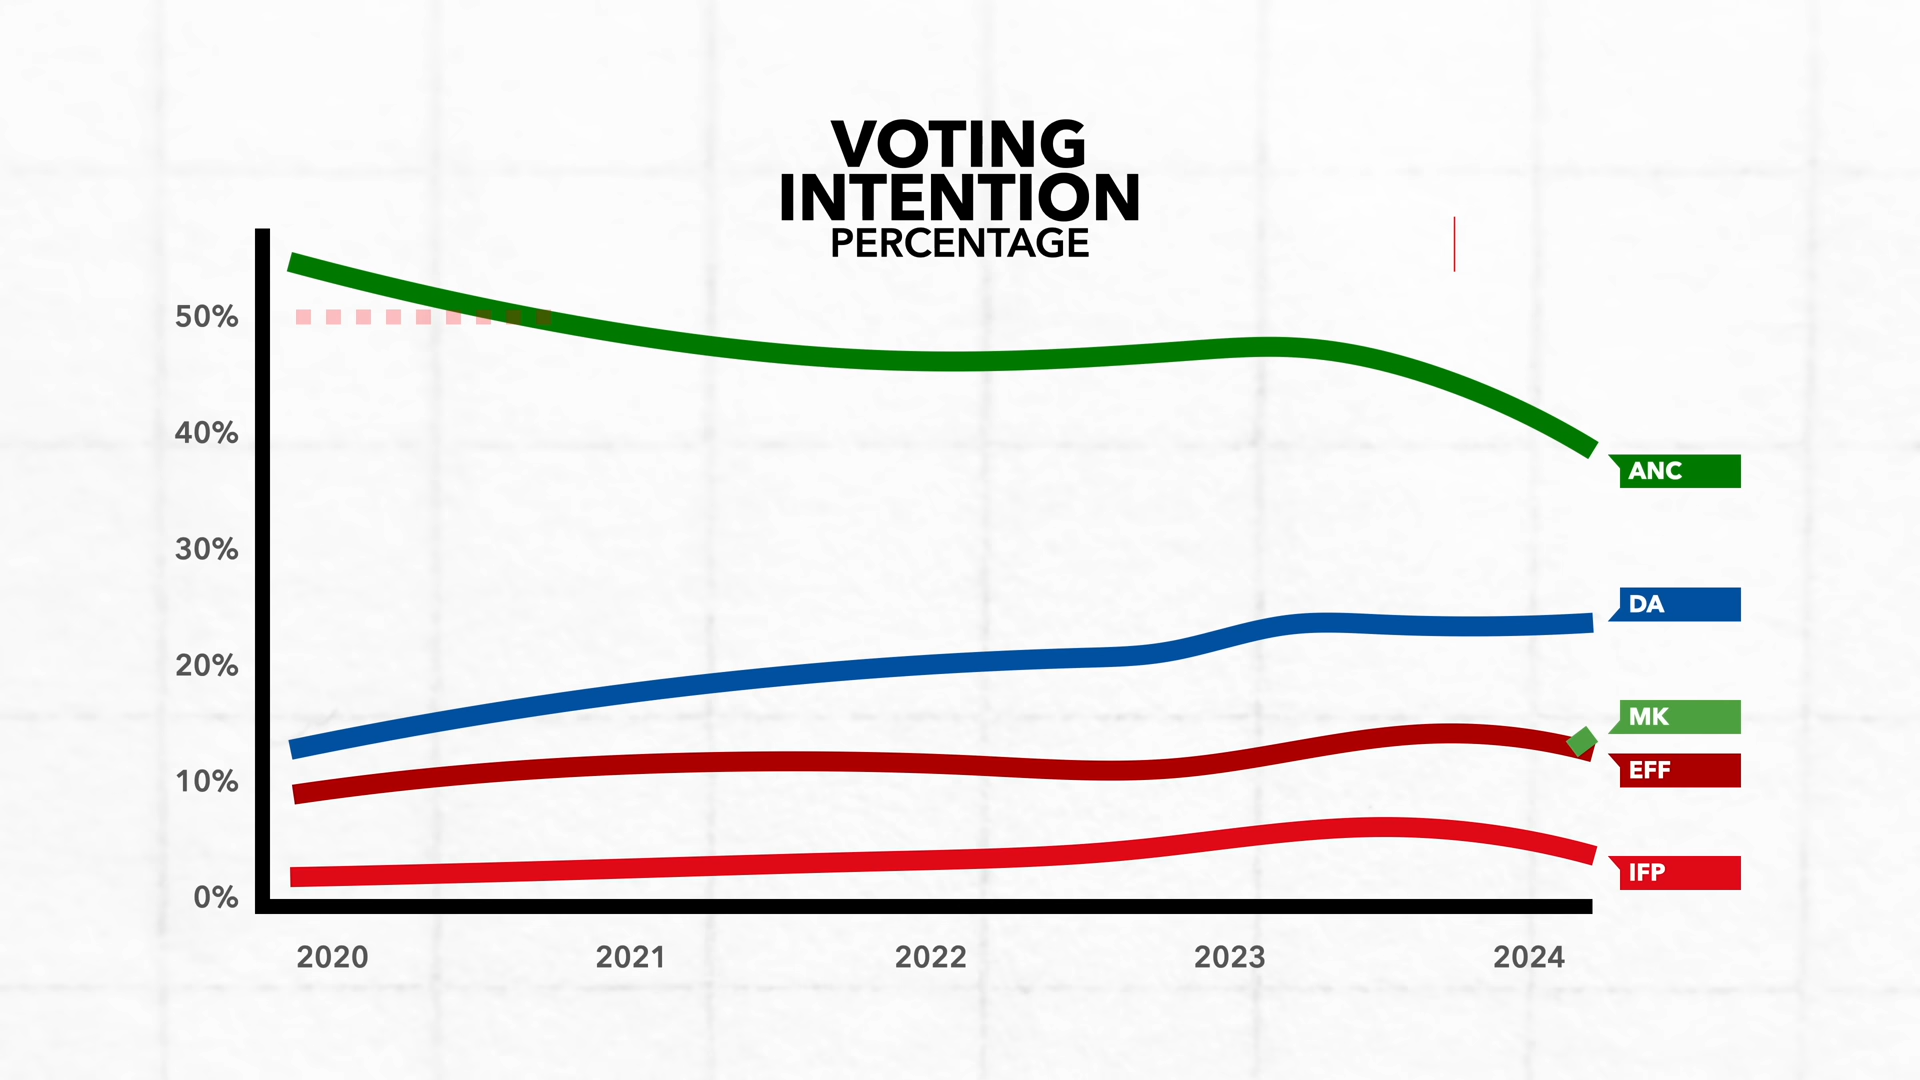 VOTING
INTENTION
PERCENTAGE
50%
40%
30%
20%
10%
0%
ANC
DA
MK
EFF
IFP
2020
2021
2022
2023
2024